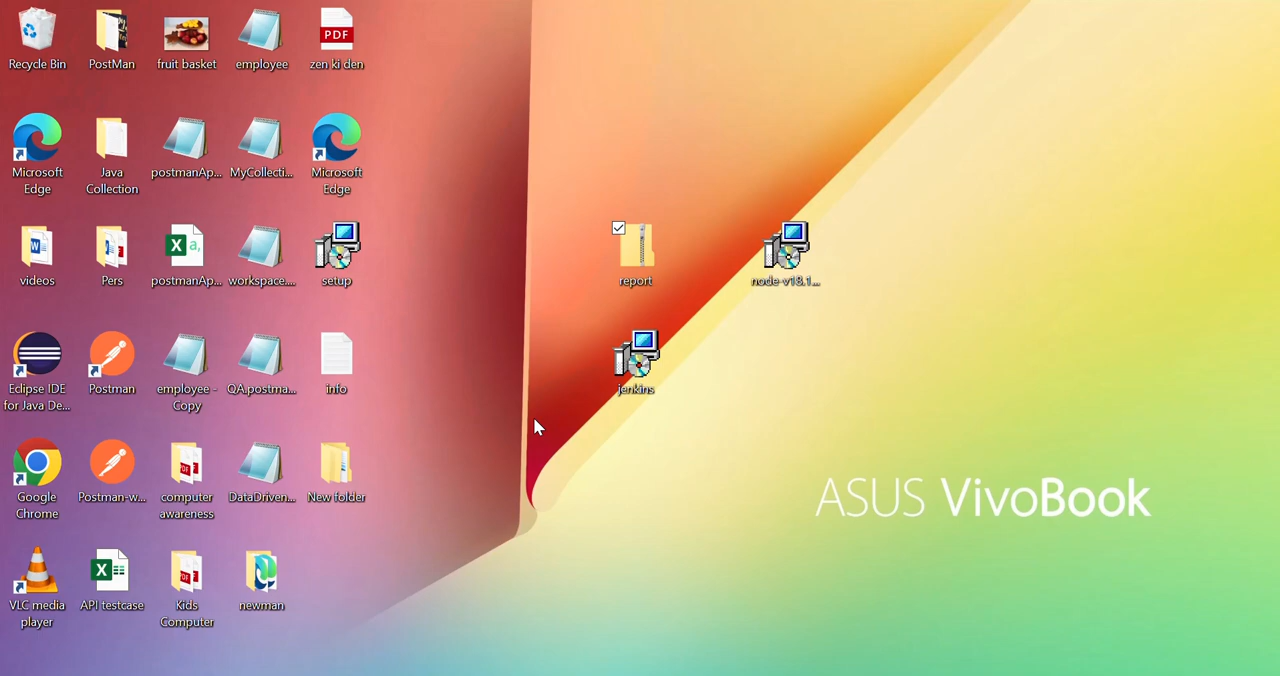 Recycle Bin
PostMan
fruit basket
employee
PDF
zen ki den
Microsoft
Edge
Java
Collection
postmanAp...
MyCollecti...
Microsoft
Edge
videos
Pers
postmanAp...
workspace....
setup
report
node-v18.1...
Eclipse IDE
for Java De...
Postman
employee -
Copy
QA.postma...
info
jenkins
Google
Chrome
Postman-w...
computer
awareness
DataDriven...
New folder
ASUS VivoBook
VLC media
player
API testcase
Kids
Computer
newman